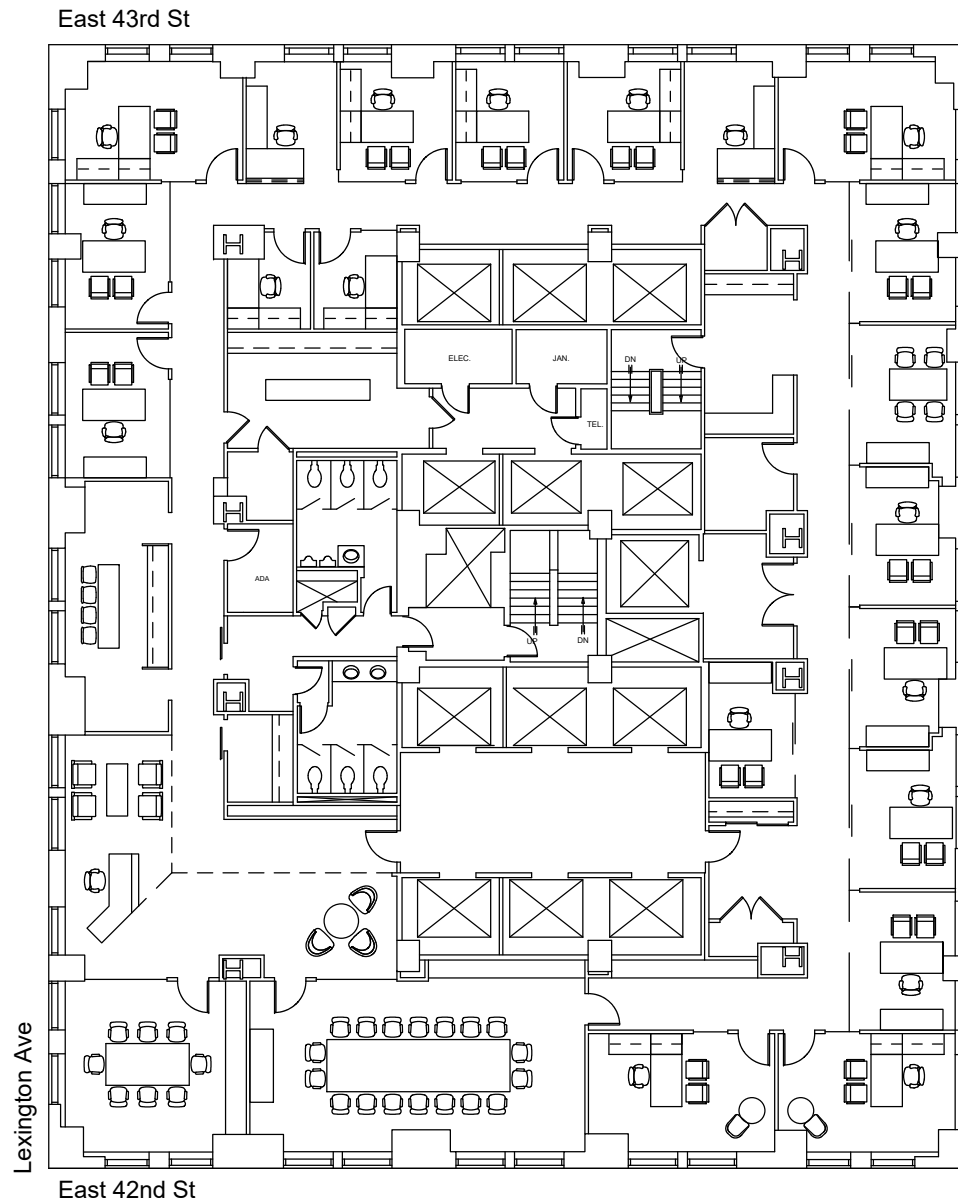 East 43rd St
ELEC.
JAN.
DN
UP
TEL.
ADA
UP
DN
Lexington Ave
East 42nd St